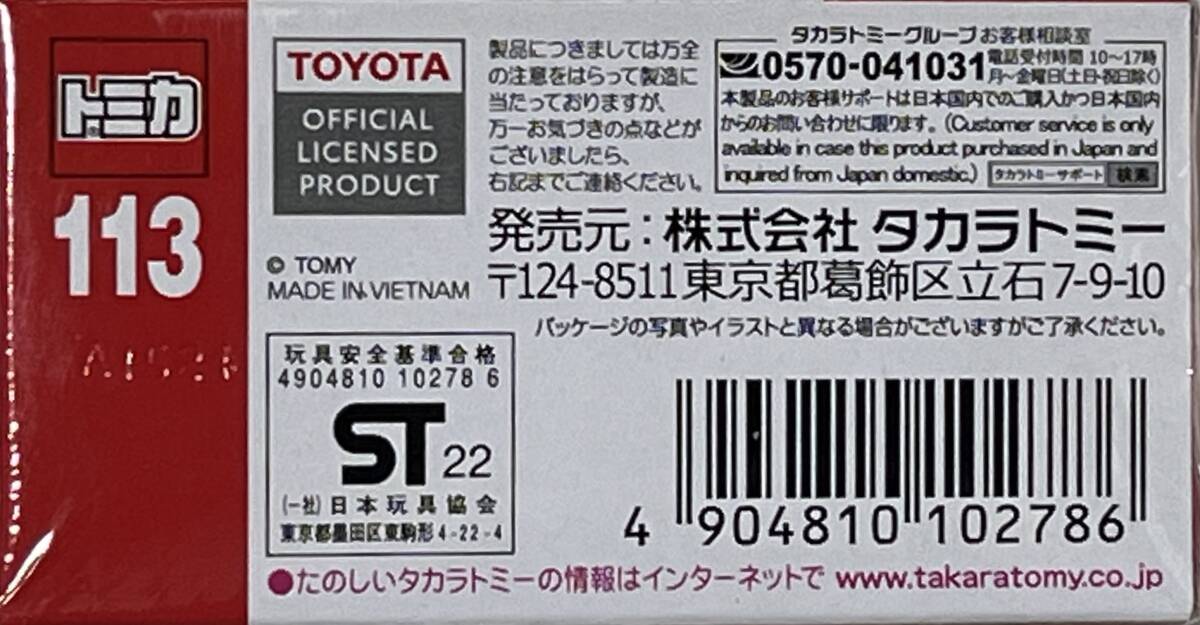 トミカ
113
TOYOTA
OFFICIAL
LICENSED
PRODUCT
© TOMY
MADE IN VIETNAM
製品につきましては万全
の注意をはらって製造に
当たっておりますが、
万一お気づきの点などが
ございましたら、
右記までご連絡ください。
タカラトミーグループ お客様相談室
0570-041031 電話受付時間 10～17時
月～金曜日(土日・祝日除く)
本製品のお客様サポートは日本国内でのご購入かつ日本国内
からのお問い合わせに限ります。(Customer service is only
available in case this product purchased in Japan and
inquired from Japan domestic.) タカラトミーサポート 検索
発売元：株式会社 タカラトミー
〒124-8511 東京都葛飾区立石7-9-10
パッケージの写真やイラストと異なる場合がございますがご了承ください。
玩具安全基準合格
4904810 10278 6
ST 22
(一社)日本玩具協会
東京都墨田区東駒形4-22-4
4 904810 102786
●たのしいタカラトミーの情報はインターネットで www.takaratomy.co.jp